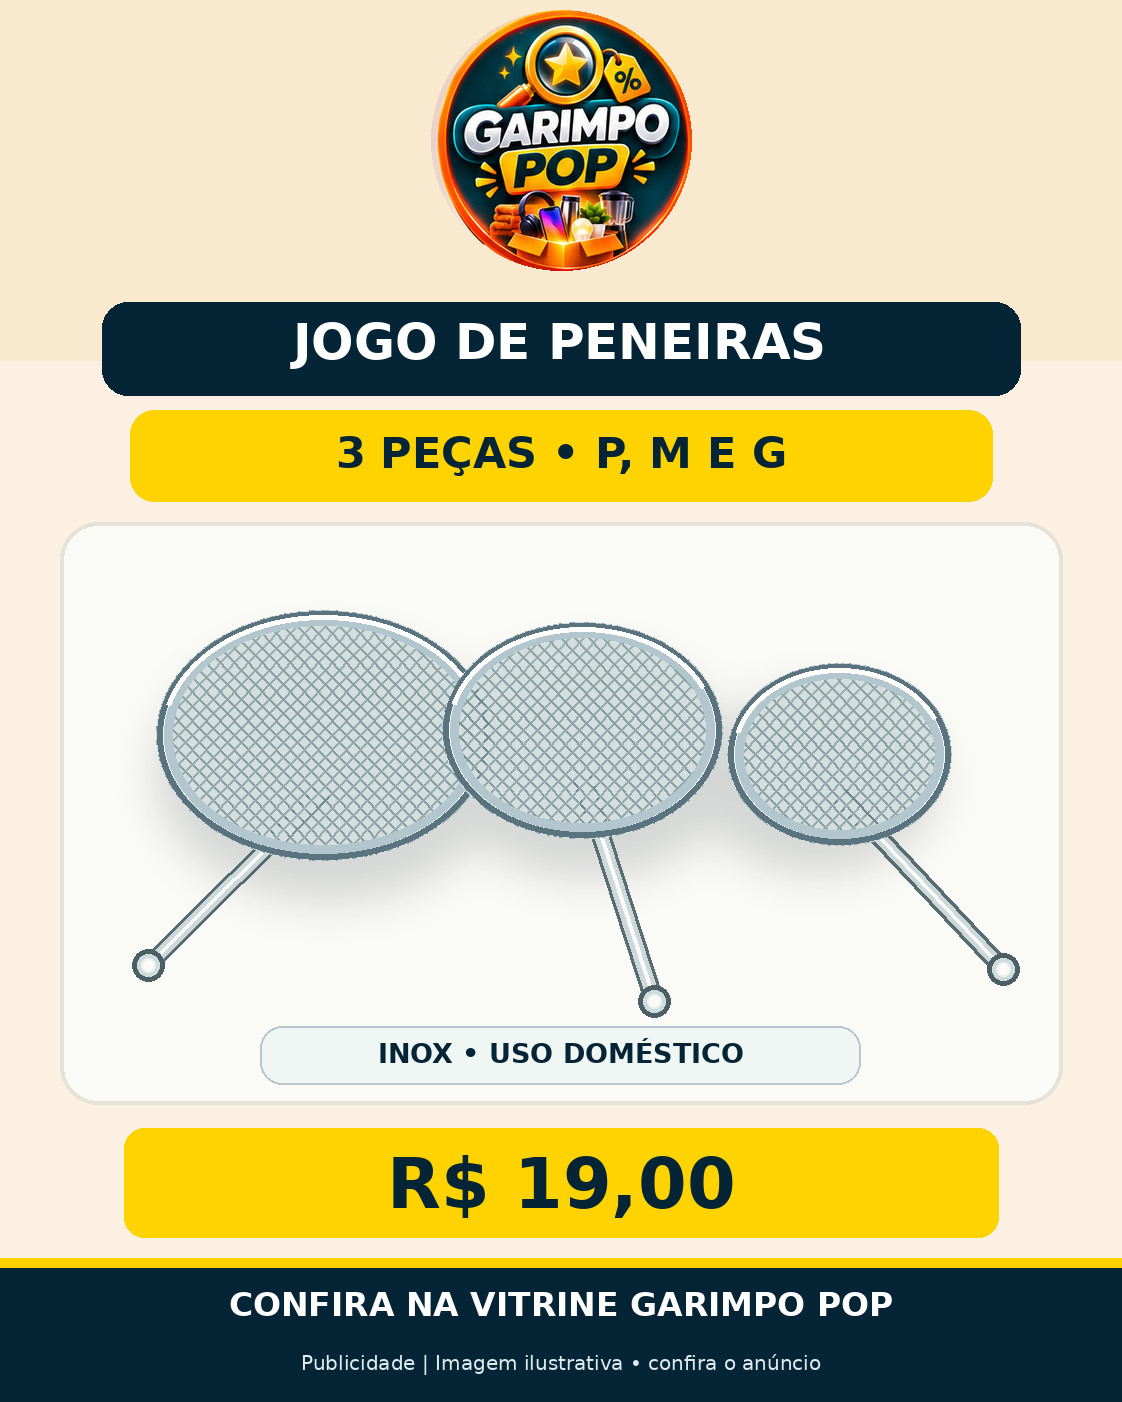 %
GARIMPO
POP
JOGO DE PENEIRAS
3 PEÇAS • P, M E G
INOX • USO DOMÉSTICO
R$ 19,00
CONFIRA NA VITRINE GARIMPO POP
Publicidade | Imagem ilustrativa • confira o anúncio